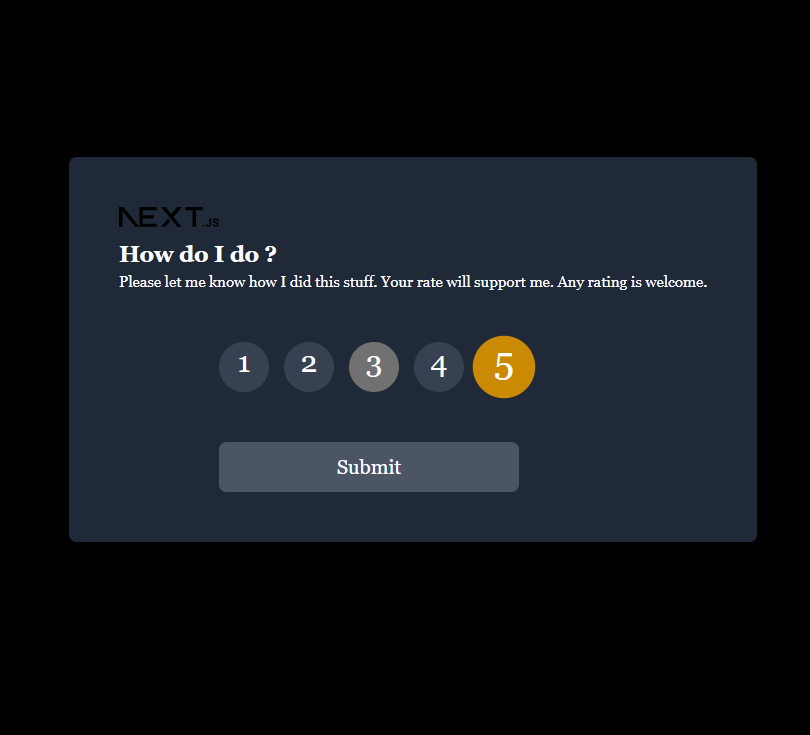 NEXT.JS
How do I do ?
Please let me know how I did this stuff. Your rate will support me. Any rating is welcome.
1 2 3 4 5
Submit